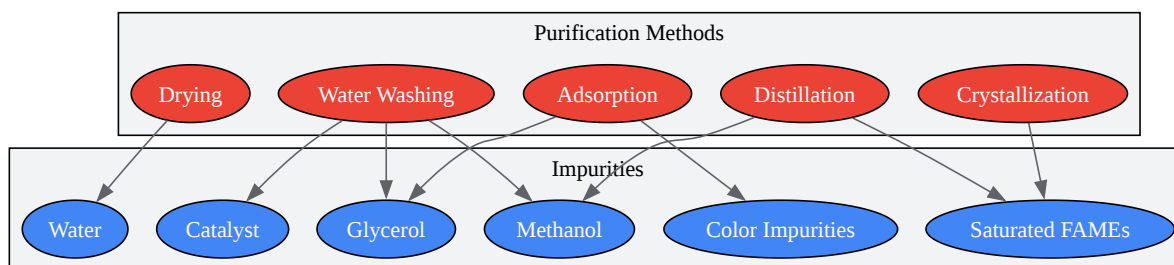 Purification Methods
Drying
Water Washing
Adsorption
Distillation
Crystallization
Impurities
Water
Catalyst
Glycerol
Methanol
Color Impurities
Saturated FAMEs